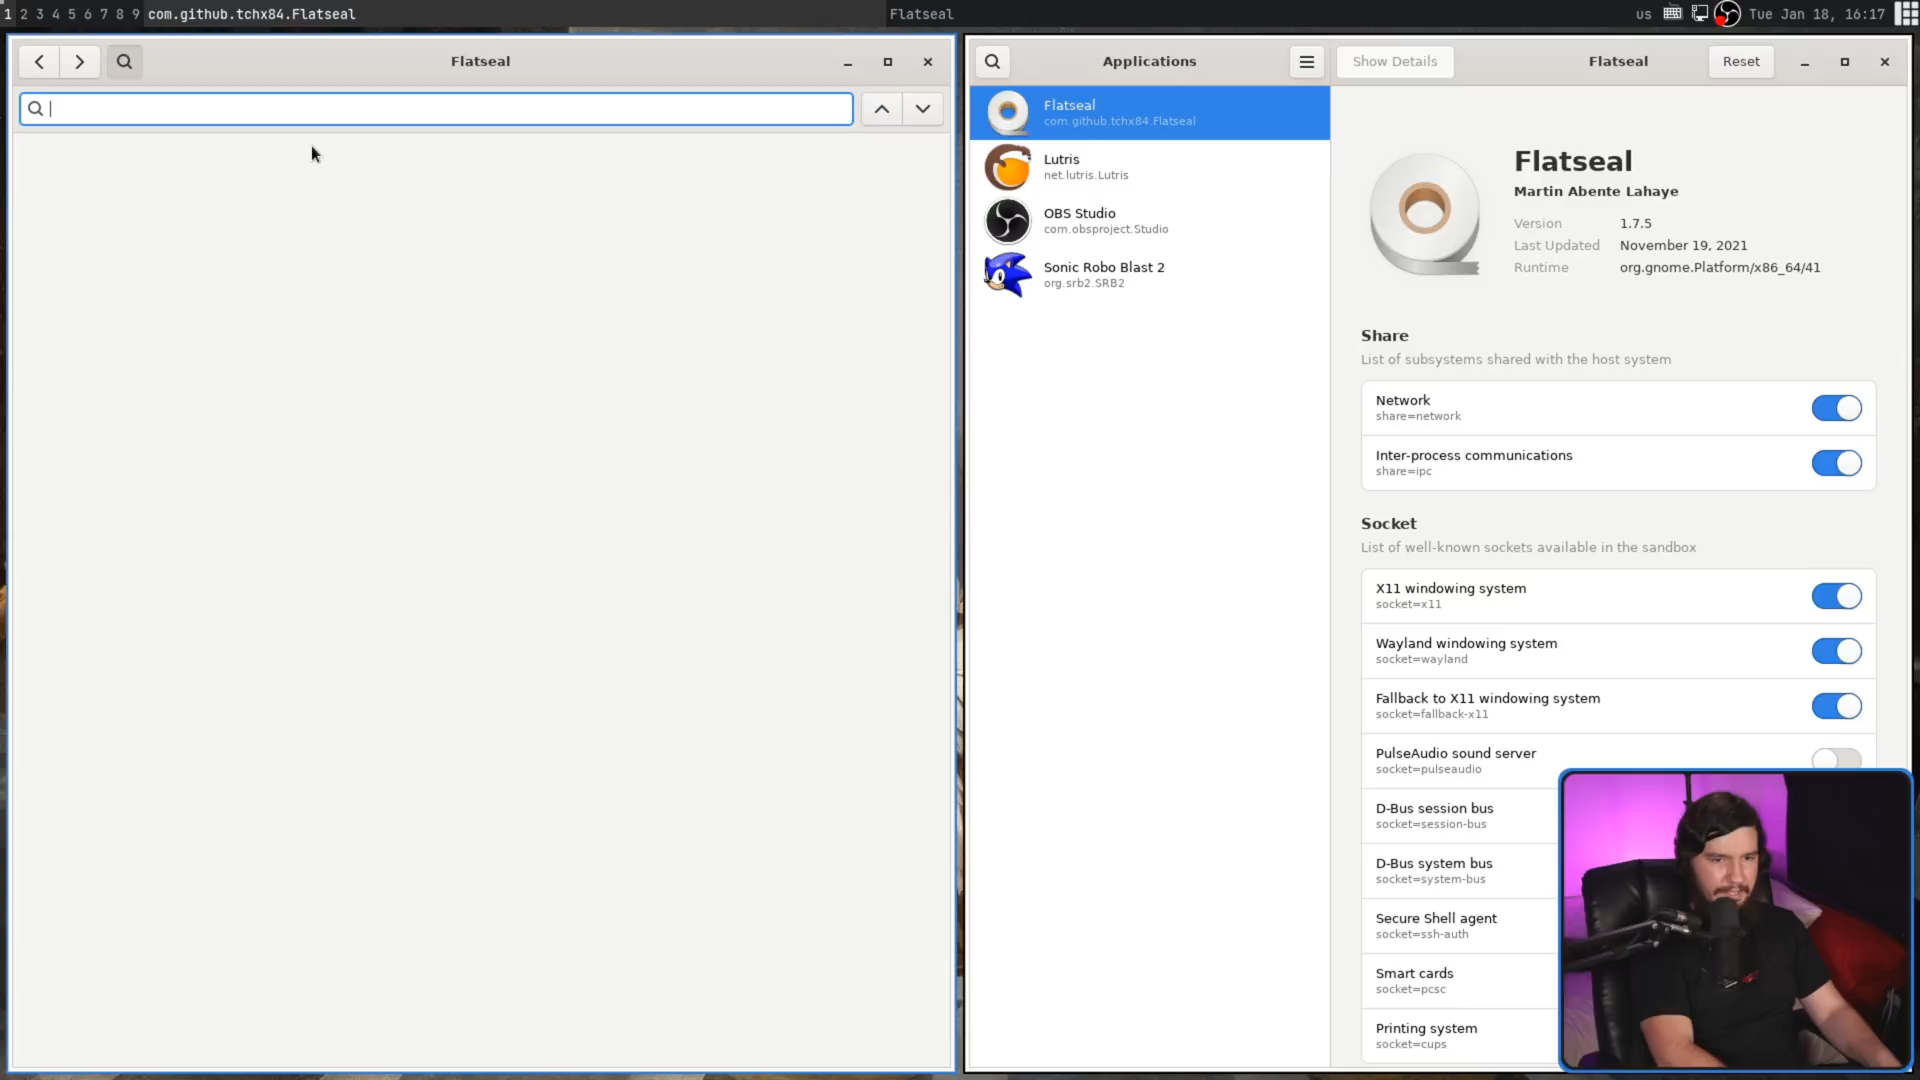 1 2 3 4 5 6 7 8 9 com.github.tchx84.Flatseal
Flatseal
us
Tue Jan 18, 16:17
Flatseal
Applications
Show Details
Flatseal
Reset
Flatseal
com.github.tchx84.Flatseal
Lutris
net.lutris.Lutris
OBS Studio
com.obsproject.Studio
Sonic Robo Blast 2
org.srb2.SRB2
Flatseal
Martin Abente Lahaye
Version 1.7.5
Last Updated November 19, 2021
Runtime org.gnome.Platform/x86_64/41
Share
List of subsystems shared with the host system
Network
share=network
Inter-process communications
share=ipc
Socket
List of well-known sockets available in the sandbox
X11 windowing system
socket=x11
Wayland windowing system
socket=wayland
Fallback to X11 windowing system
socket=fallback-x11
PulseAudio sound server
socket=pulseaudio
D-Bus session bus
socket=session-bus
D-Bus system bus
socket=system-bus
Secure Shell agent
socket=ssh-auth
Smart cards
socket=pcsc
Printing system
socket=cups